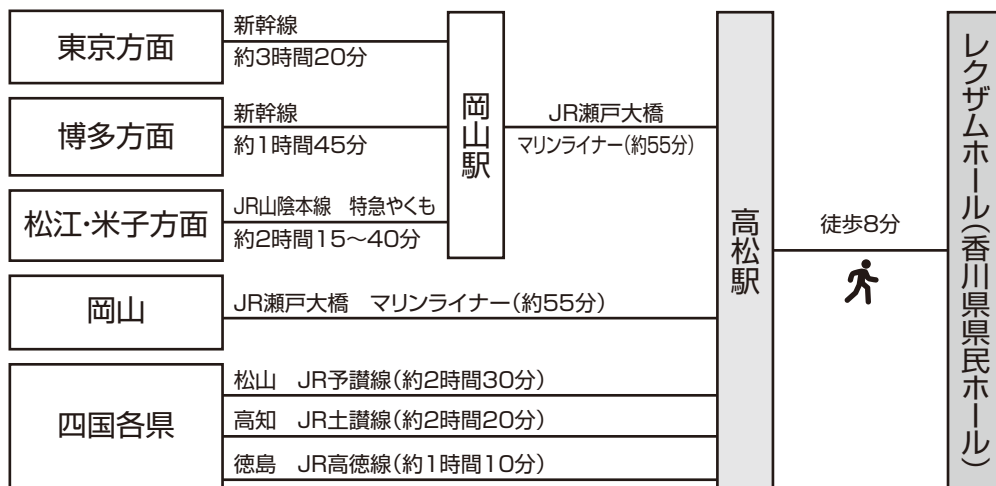 東京方面
新幹線
約3時間20分
博多方面
新幹線
約1時間45分
松江・米子方面
JR山陰本線 特急やくも
約2時間15〜40分
岡山駅
JR瀬戸大橋
マリンライナー(約55分)
岡山
JR瀬戸大橋 マリンライナー(約55分)
四国各県
松山 JR予讃線(約2時間30分)
高知 JR土讃線(約2時間20分)
徳島 JR高徳線(約1時間10分)
高松駅
徒歩8分
レクザムホール(香川県県民ホール)